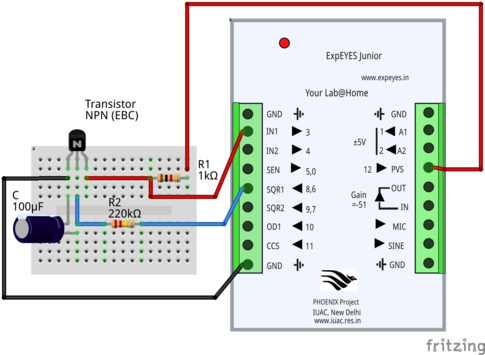 ExpEYES Junior
www.expeyes.in
Your Lab@Home
Transistor
NPN (EBC)
N
R1
1kΩ
C
100µF
R2
220kΩ
GND
IN1 3
IN2 4
SEN 5,0
SQR1 8,6
SQR2 9,7
OD1 10
CCS 11
GND
GND
±5V
1 A1
2 A2
12 PVS
Gain
=-51
OUT
IN
MIC
SINE
GND
PHOENIX Project
IUAC, New Delhi
www.iuac.res.in
fritzing